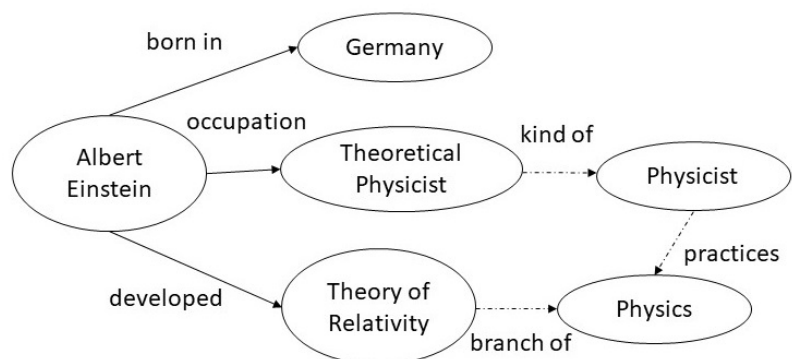 born in
Germany
occupation
kind of
Albert
Einstein
Theoretical
Physicist
Physicist
practices
developed
Theory of
Relativity
Physics
branch of